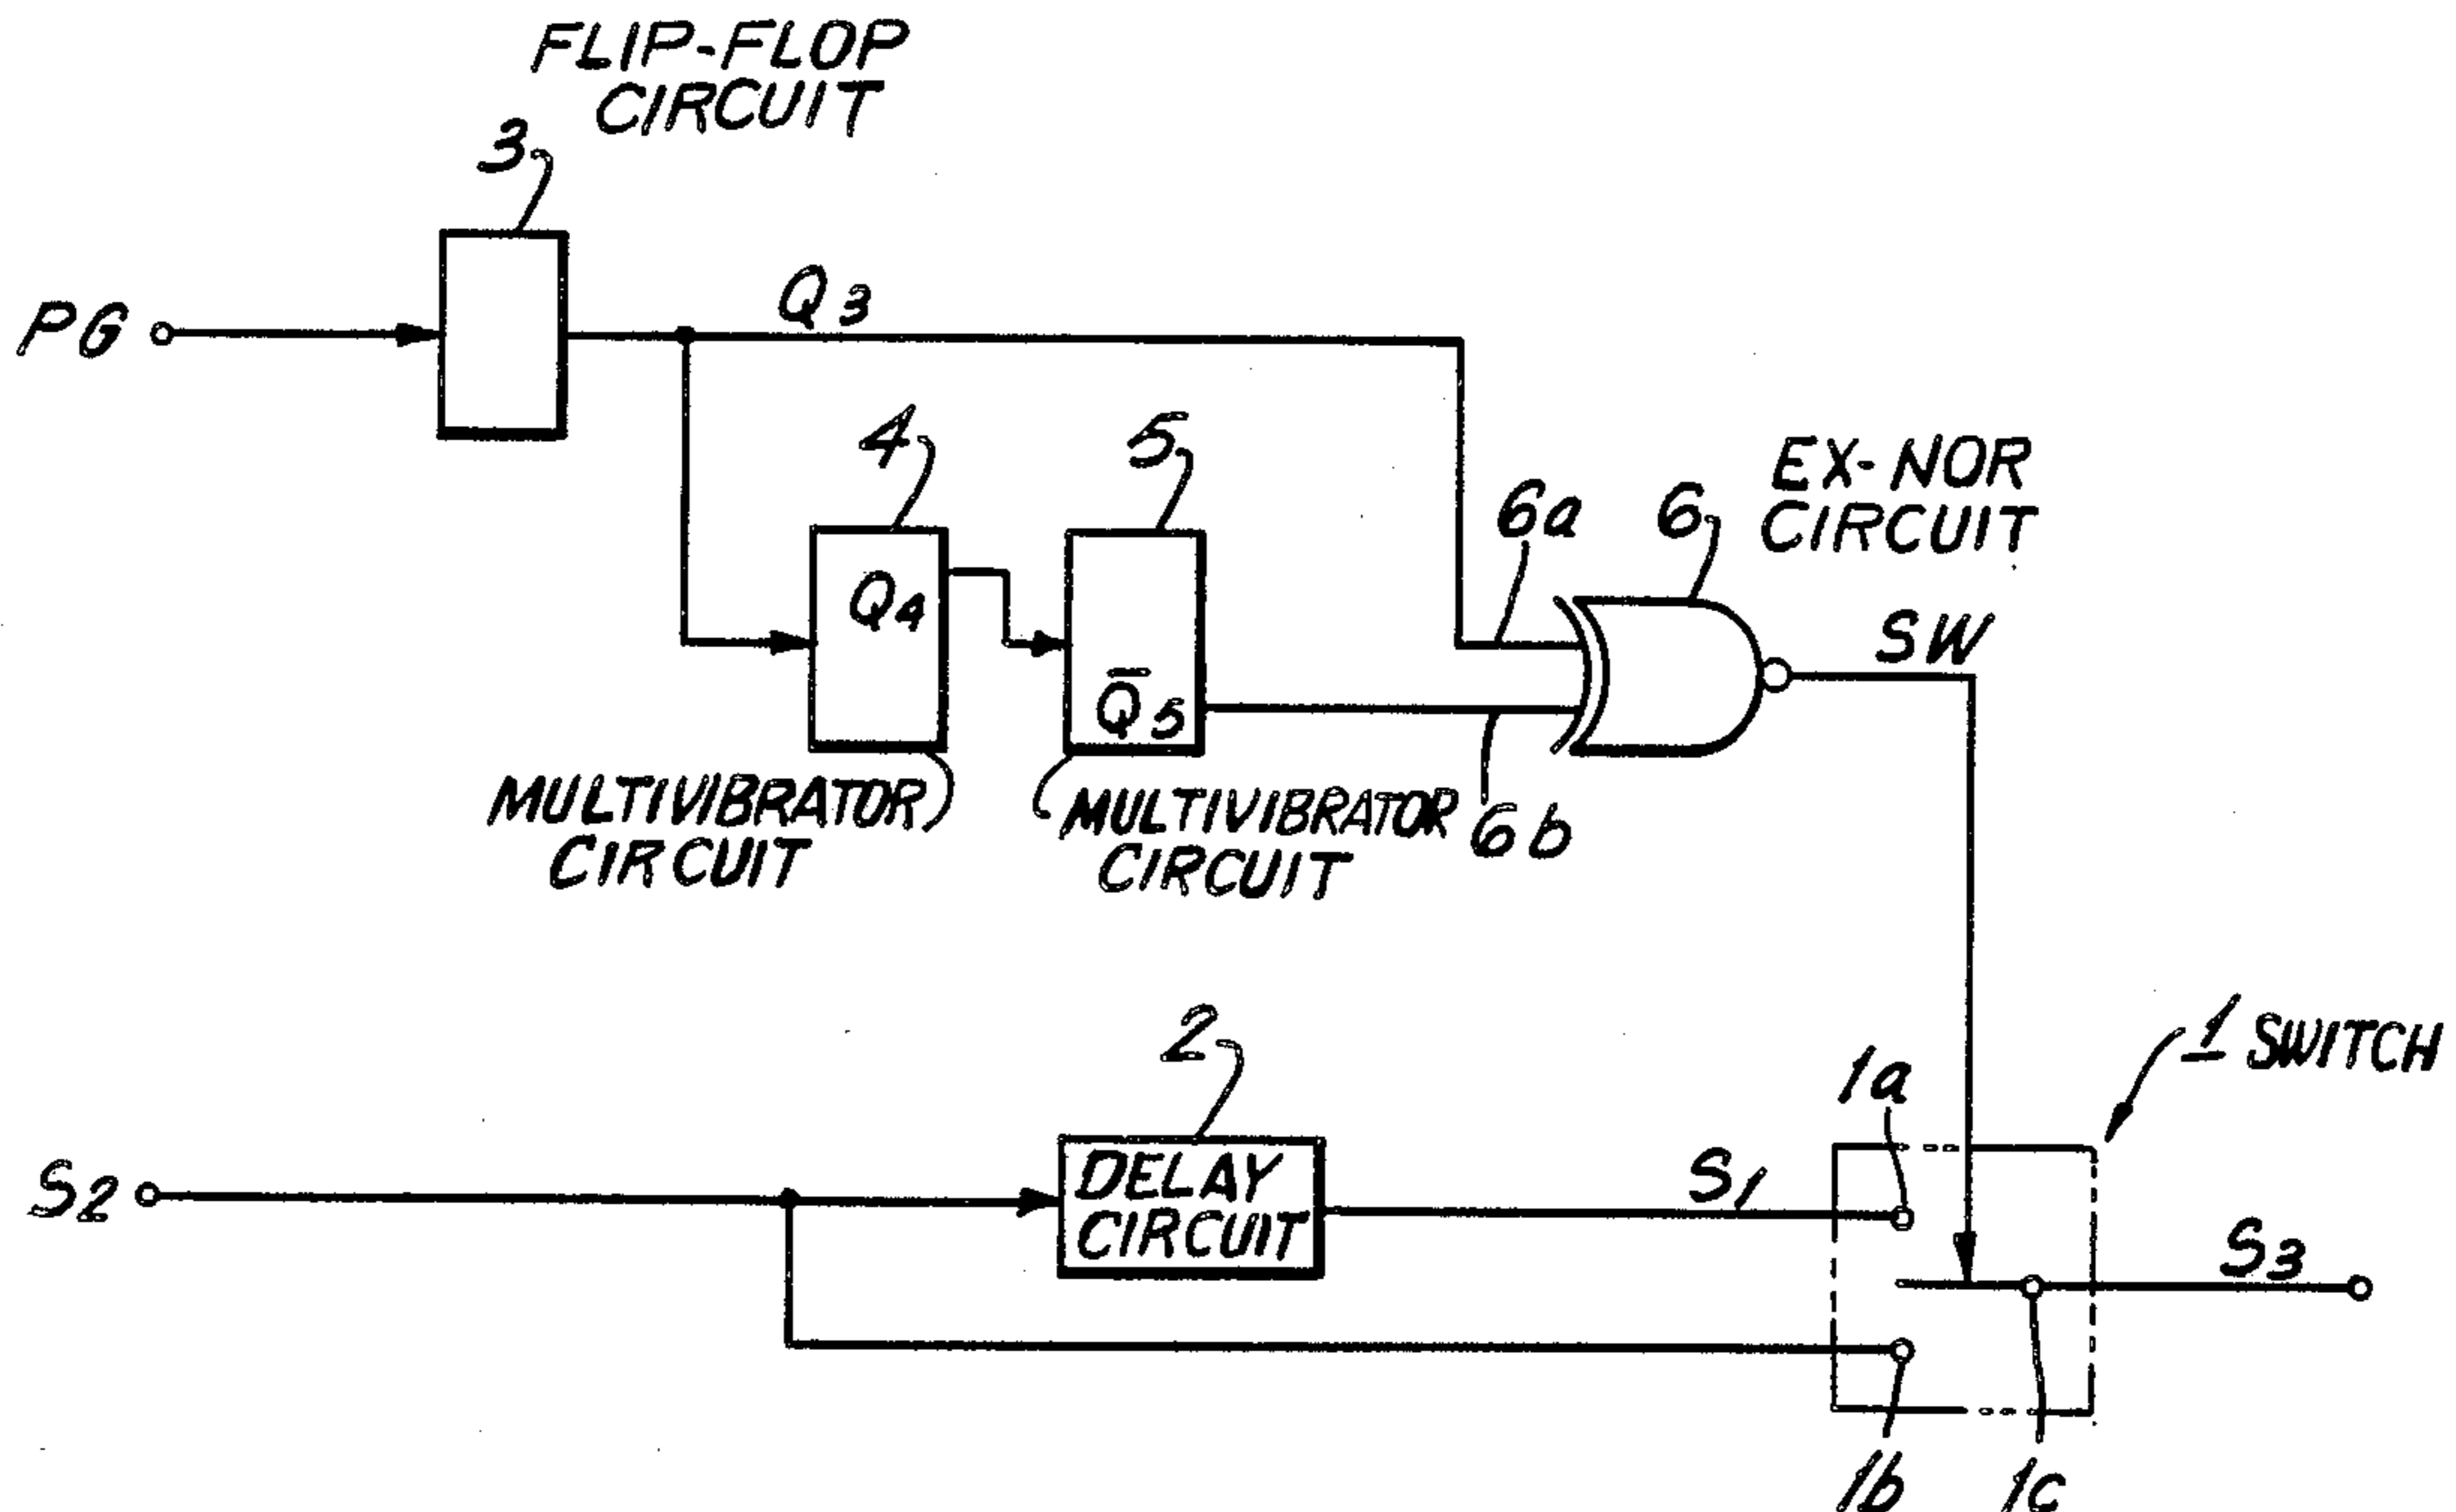 FLIP-FLOP
CIRCUIT
3
PG
Q3
4
5
6a
6
EX-NOR
CIRCUIT
Q4
Q̅5
SW
MULTIVIBRATOR
CIRCUIT
MULTIVIBRATOR
CIRCUIT
6b
2
1 SWITCH
1a
S2
DELAY
CIRCUIT
S1
S3
1b
1c